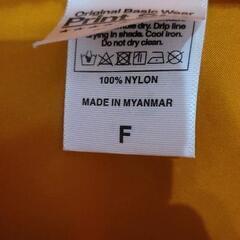 Original Basic Wear
Print
dry. Drip line
drying in shade. Cool iron.
Do not dry clean.
100% NYLON
MADE IN MYANMAR
F